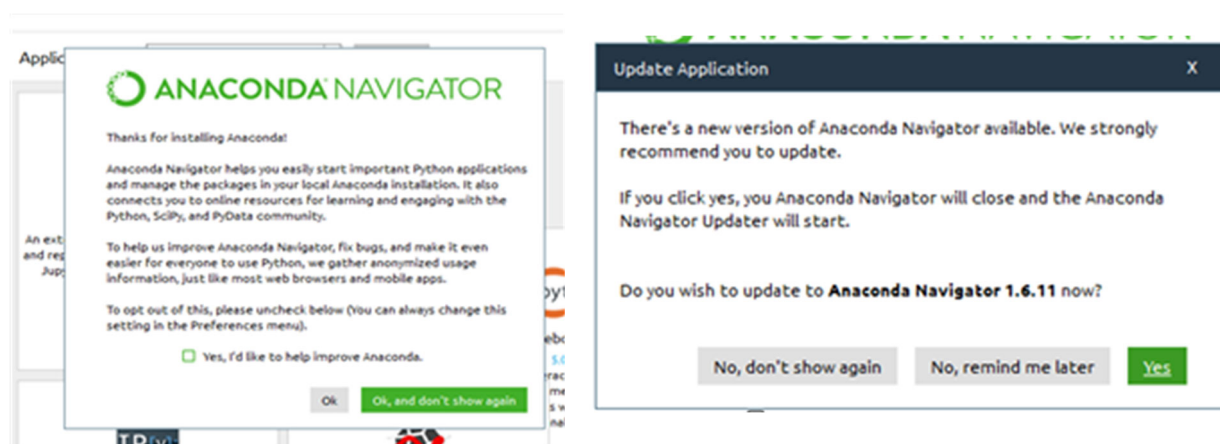 Applic
ANACONDA NAVIGATOR
Thanks for installing Anaconda!
Anaconda Navigator helps you easily start important Python applications
and manage the packages in your local Anaconda installation. It also
connects you to online resources for learning and engaging with the
Python, SciPy, and PyData community.
To help us improve Anaconda Navigator, fix bugs, and make it even
easier for everyone to use Python, we gather anonymized usage
information, just like most web browsers and mobile apps.
To opt out of this, please uncheck below (You can always change this
setting in the Preferences menu).
Yes, I'd like to help improve Anaconda.
Ok Ok, and don't show again
An ext
and rep
Jup
Update Application X
There's a new version of Anaconda Navigator available. We strongly
recommend you to update.
If you click yes, you Anaconda Navigator will close and the Anaconda
Navigator Updater will start.
Do you wish to update to Anaconda Navigator 1.6.11 now?
No, don't show again No, remind me later Yes